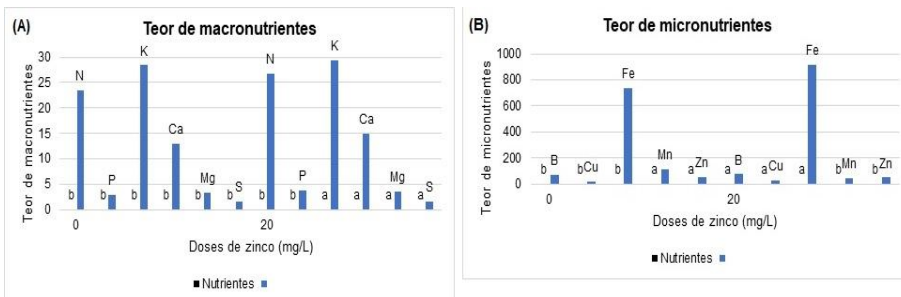 (A)
Teor de macronutrientes
Teor de macronutrientes
30
25
20
15
10
5
0
N
K
Ca
P
Mg
S
N
K
Ca
P
Mg
S
b b b b b b b b a a a a
0
20
Doses de zinco (mg/L)
Nutrientes
(B)
Teor de micronutrientes
Teor de micronutrientes
1000
800
600
400
200
0
Fe
Fe
b B b Cu b a Mn a Zn a B a Cu a b Mn b Zn
0
20
Doses de zinco (mg/L)
Nutrientes